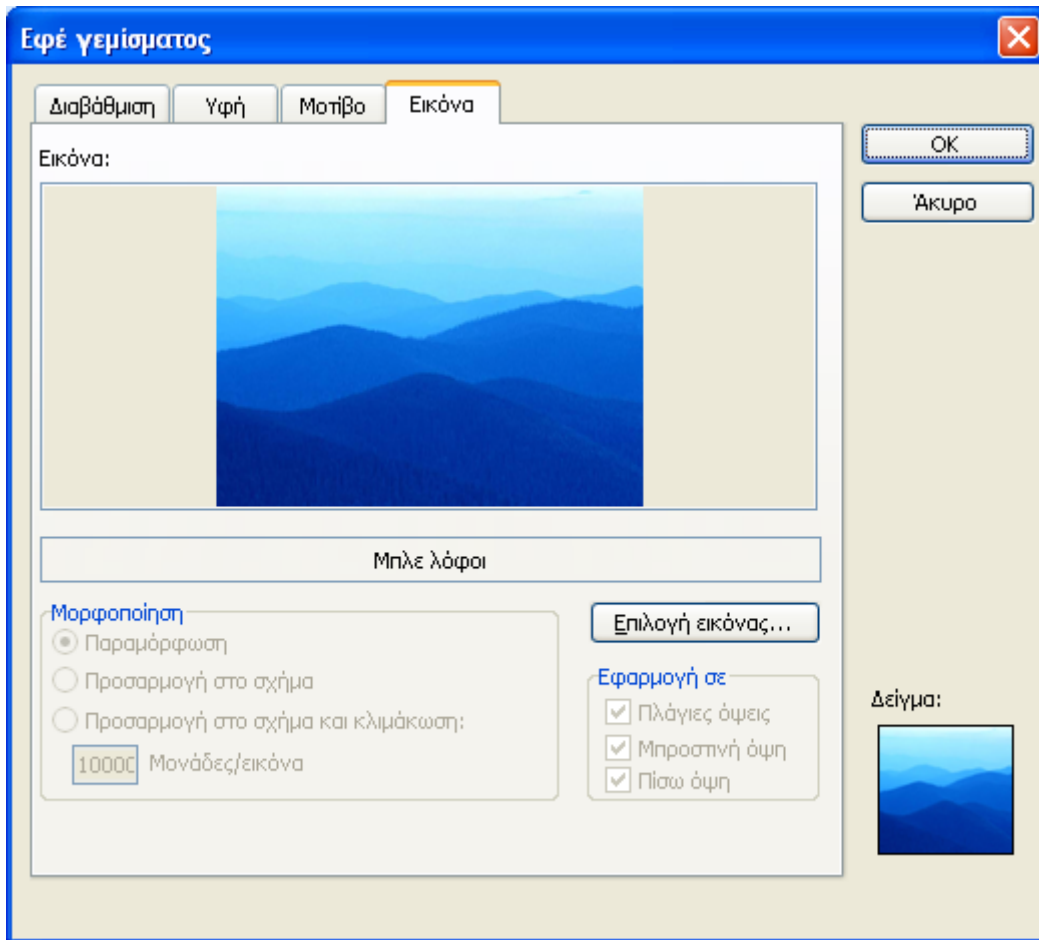 Εφέ γεμίσματος
Διαβάθμιση Υφή Μοτίβο Εικόνα
Εικόνα:
OK
Άκυρο
Μπλε λόφοι
Μορφοποίηση
Παραμόρφωση
Προσαρμογή στο σχήμα
Προσαρμογή στο σχήμα και κλιμάκωση:
10000 Μονάδες/εικόνα
Επιλογή εικόνας...
Εφαρμογή σε
Πλάγιες όψεις
Μπροστινή όψη
Πίσω όψη
Δείγμα: